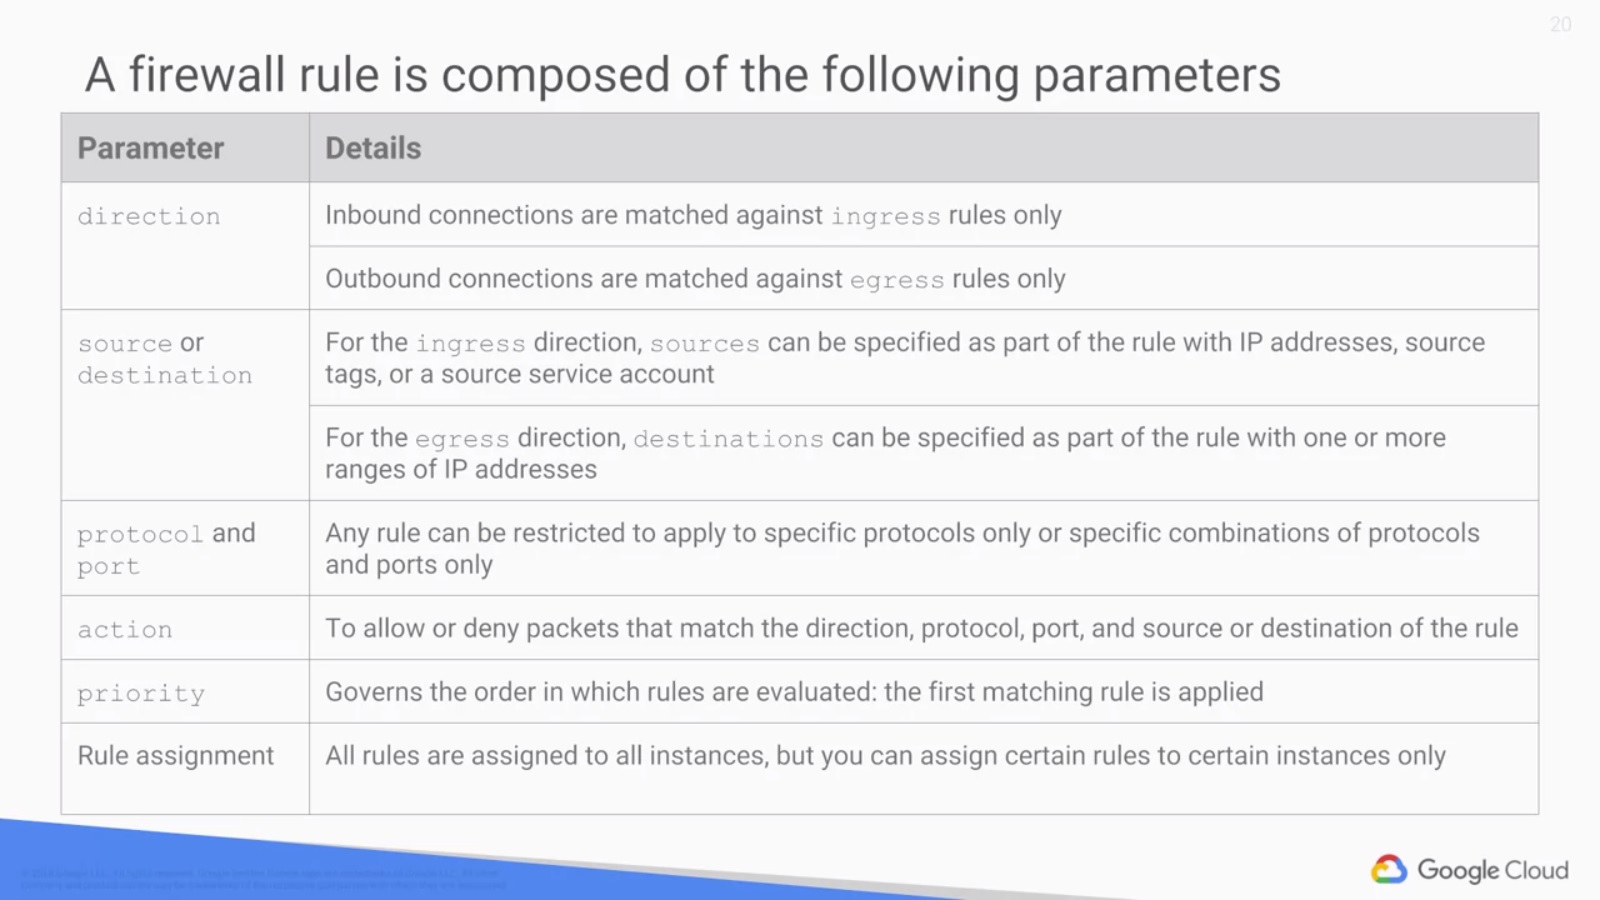 20
A firewall rule is composed of the following parameters
Parameter
Details
direction
Inbound connections are matched against ingress rules only
Outbound connections are matched against egress rules only
source or
destination
For the ingress direction, sources can be specified as part of the rule with IP addresses, source
tags, or a source service account
For the egress direction, destinations can be specified as part of the rule with one or more
ranges of IP addresses
protocol and
port
Any rule can be restricted to apply to specific protocols only or specific combinations of protocols
and ports only
action
To allow or deny packets that match the direction, protocol, port, and source or destination of the rule
priority
Governs the order in which rules are evaluated: the first matching rule is applied
Rule assignment
All rules are assigned to all instances, but you can assign certain rules to certain instances only
Google Cloud